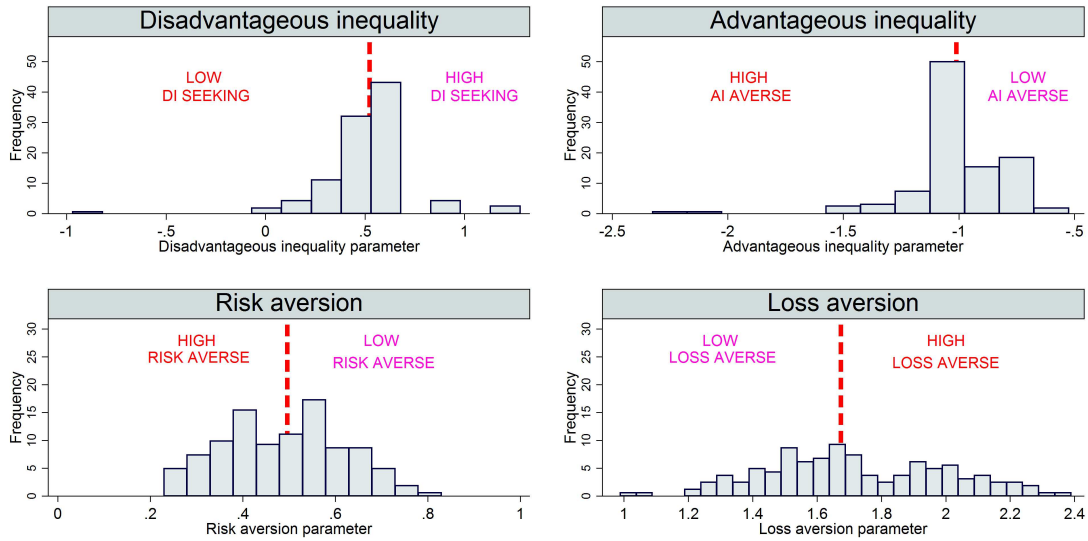 Disadvantageous inequality
LOW
DI SEEKING
HIGH
DI SEEKING
Frequency
0 10 20 30 40 50
-1 -.5 0 .5 1
Disadvantageous inequality parameter
Advantageous inequality
HIGH
AI AVERSE
LOW
AI AVERSE
Frequency
0 10 20 30 40 50
-2.5 -2 -1.5 -1 -.5
Advantageous inequality parameter
Risk aversion
HIGH
RISK AVERSE
LOW
RISK AVERSE
Frequency
0 5 10 15 20 25 30
0 .2 .4 .6 .8 1
Risk aversion parameter
Loss aversion
LOW
LOSS AVERSE
HIGH
LOSS AVERSE
Frequency
0 5 10 15 20 25 30
1 1.2 1.4 1.6 1.8 2 2.2 2.4
Loss aversion parameter